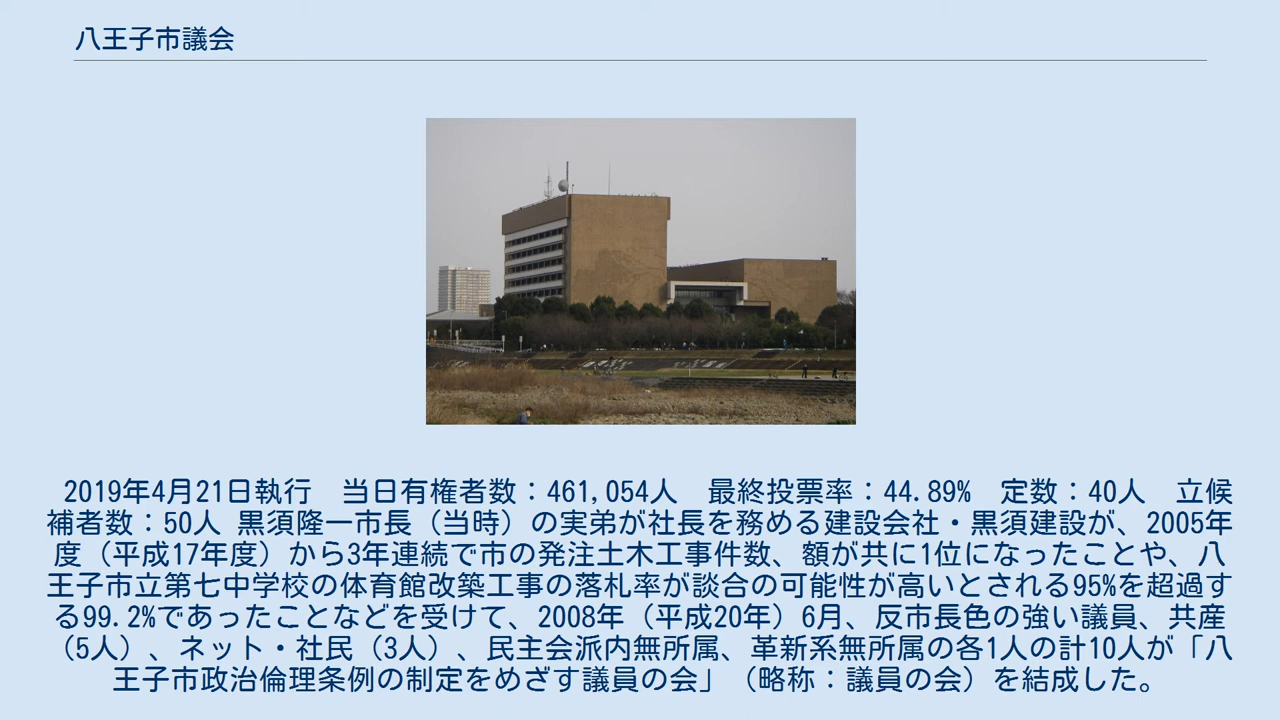 八王子市議会
2019年4月21日執行　当日有権者数：461,054人　最終投票率：44.89%　定数：40人　立候
補者数：50人 黒須隆一市長（当時）の実弟が社長を務める建設会社・黒須建設が、2005年
度（平成17年度）から3年連続で市の発注土木工事件数、額が共に1位になったことや、八
王子市立第七中学校の体育館改築工事の落札率が談合の可能性が高いとされる95%を超過す
る99.2%であったことなどを受けて、2008年（平成20年）6月、反市長色の強い議員、共産
（5人）、ネット・社民（3人）、民主会派内無所属、革新系無所属の各1人の計10人が「八
王子市政治倫理条例の制定をめざす議員の会」（略称：議員の会）を結成した。